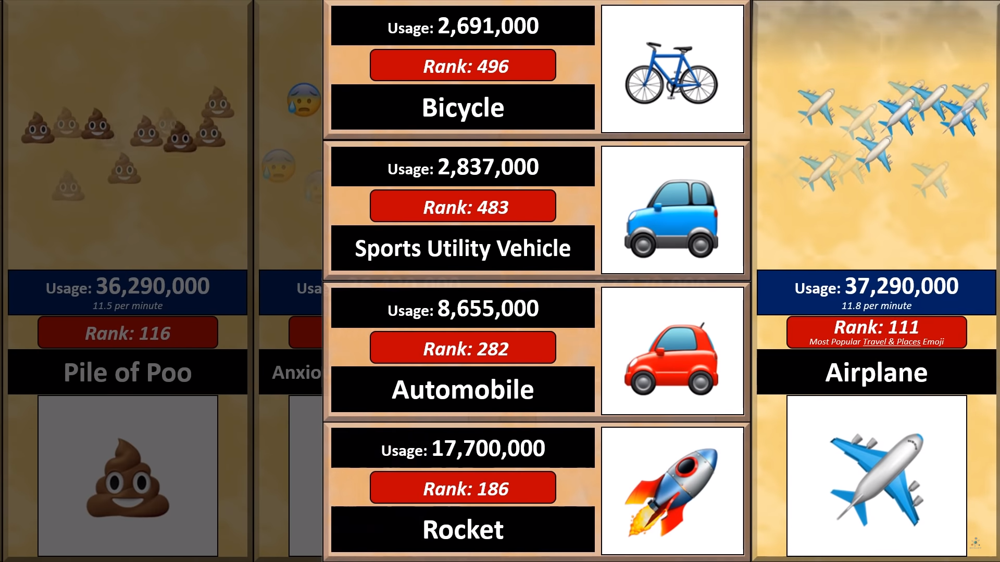 Usage: 36,290,000
11.5 per minute
Rank: 116
Pile of Poo
Usage: 2,691,000
Rank: 496
Bicycle
Usage: 2,837,000
Rank: 483
Sports Utility Vehicle
Usage: 8,655,000
Rank: 282
Automobile
Usage: 17,700,000
Rank: 186
Rocket
Usage: 37,290,000
11.8 per minute
Rank: 111
Most Popular Travel & Places Emoji
Airplane